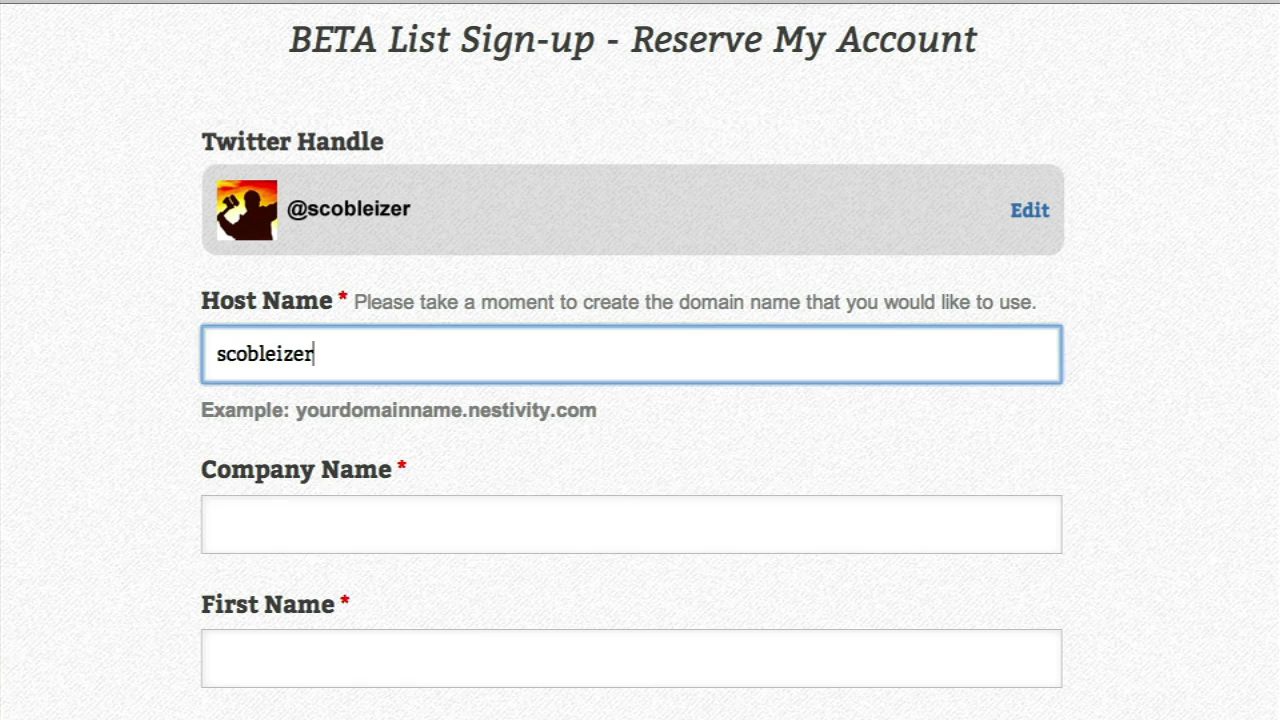 BETA List Sign-up - Reserve My Account
Twitter Handle
@scobleizer
Edit
Host Name * Please take a moment to create the domain name that you would like to use.
scobleizer
Example: yourdomainname.nestivity.com
Company Name *
First Name *